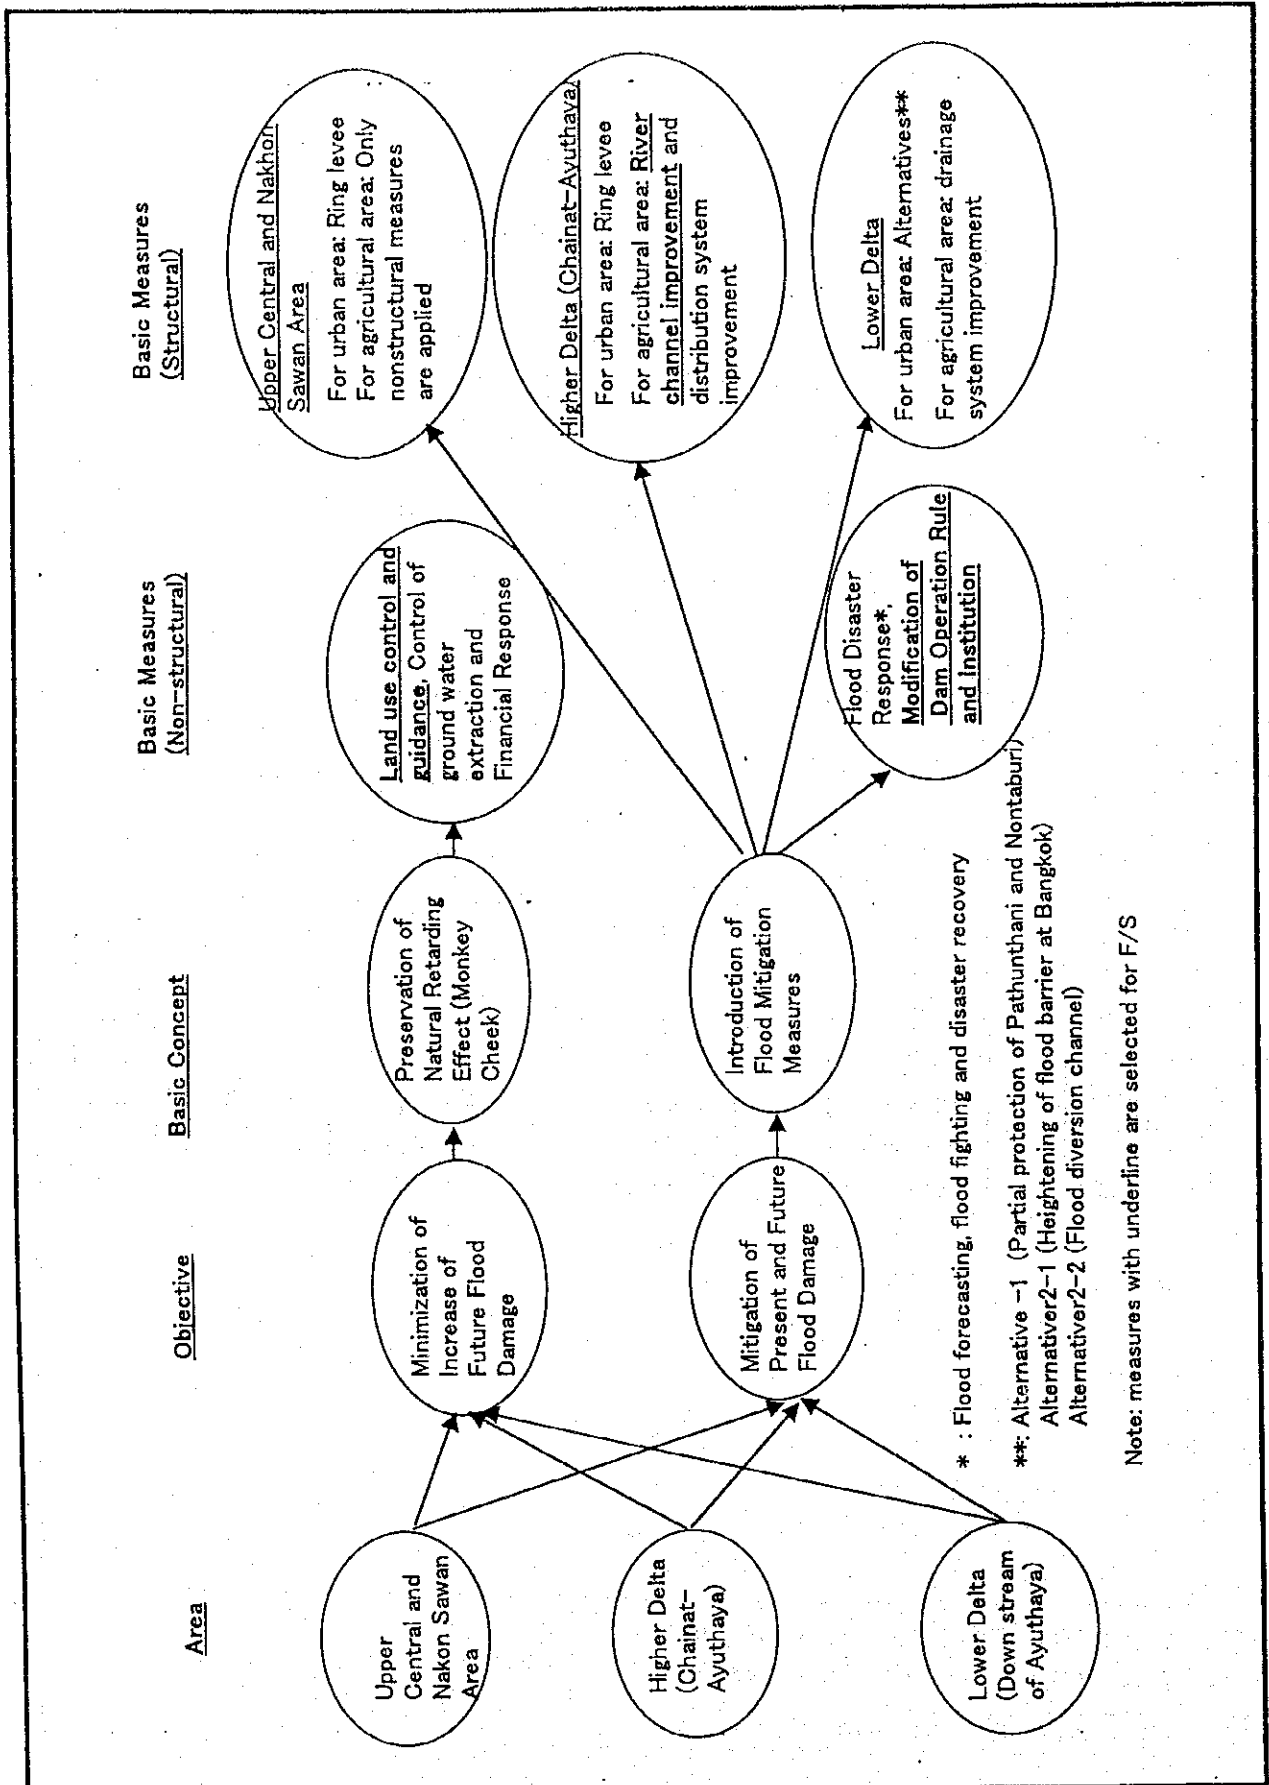 Area
Objective
Basic Concept
Basic Measures
(Non-structural)
Basic Measures
(Structural)
Upper
Central and
Nakon Sawan
Area
Higher Delta
(Chainat-
Ayuthaya)
Lower Delta
(Down stream
of Ayuthaya)
Minimization of
Increase of
Future Flood
Damage
Mitigation of
Present and Future
Flood Damage
Preservation of
Natural Retarding
Effect (Monkey
Cheek)
Introduction of
Flood Mitigation
Measures
Land use control and
guidance, Control of
ground water
extraction and
Financial Response
Flood Disaster
Response*,
Modification of
Dam Operation Rule
and Institution
Upper Central and Nakhon
Sawan Area
For urban area: Ring levee
For agricultural area: Only
nonstructural measures
are applied
Higher Delta (Chainat-Ayuthaya)
For urban area: Ring levee
For agricultural area: River
channel improvement and
distribution system
improvement
Lower Delta
For urban area: Alternatives**
For agricultural area: drainage
system improvement
* : Flood forecasting, flood fighting and disaster recovery
**: Alternative -1 (Partial protection of Pathunthani and Nontaburi)
Alternativer2-1 (Heightening of flood barrier at Bangkok)
Alternativer2-2 (Flood diversion channel)
Note: measures with underline are selected for F/S